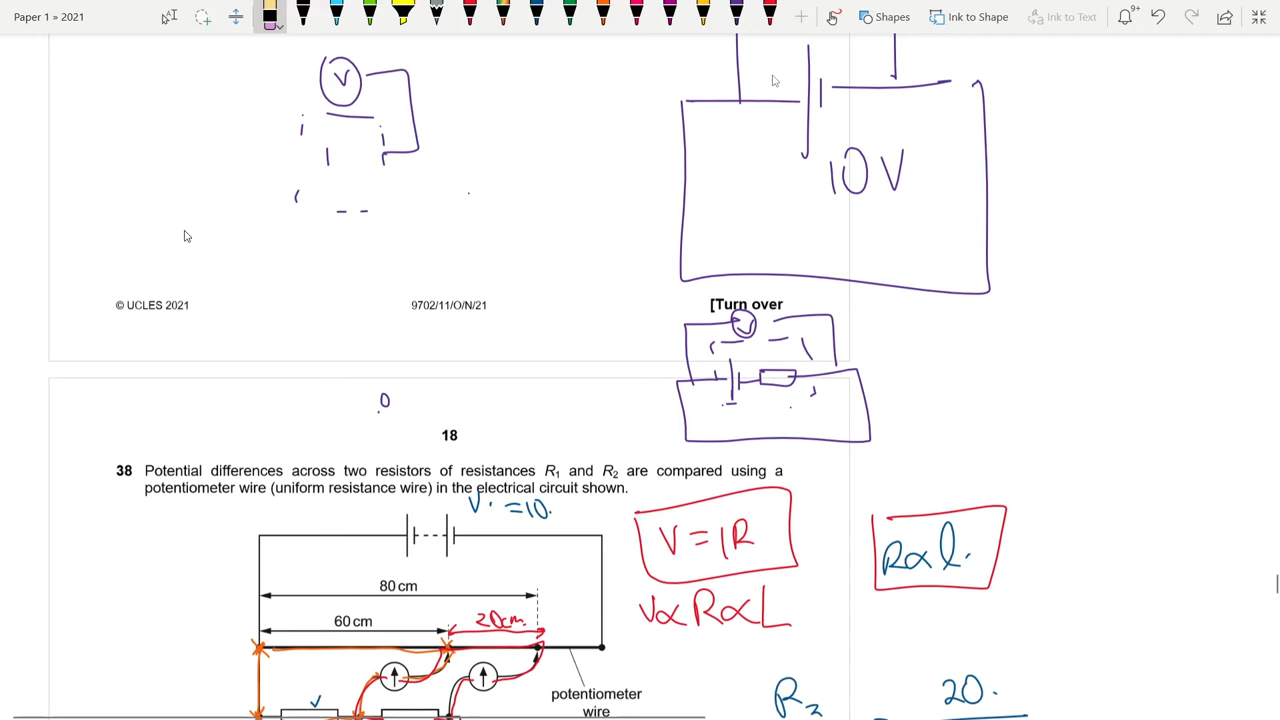 Paper 1 » 2021
Shapes
Ink to Shape
Ink to Text
9+
V
10 V
© UCLES 2021
9702/11/O/N/21
[Turn over
V
18
38 Potential differences across two resistors of resistances R1 and R2 are compared using a
potentiometer wire (uniform resistance wire) in the electrical circuit shown.
V. = 10.
V = IR
R ∝ l.
80 cm
V ∝ R ∝ L
60 cm
20cm.
potentiometer
wire
R2
20.